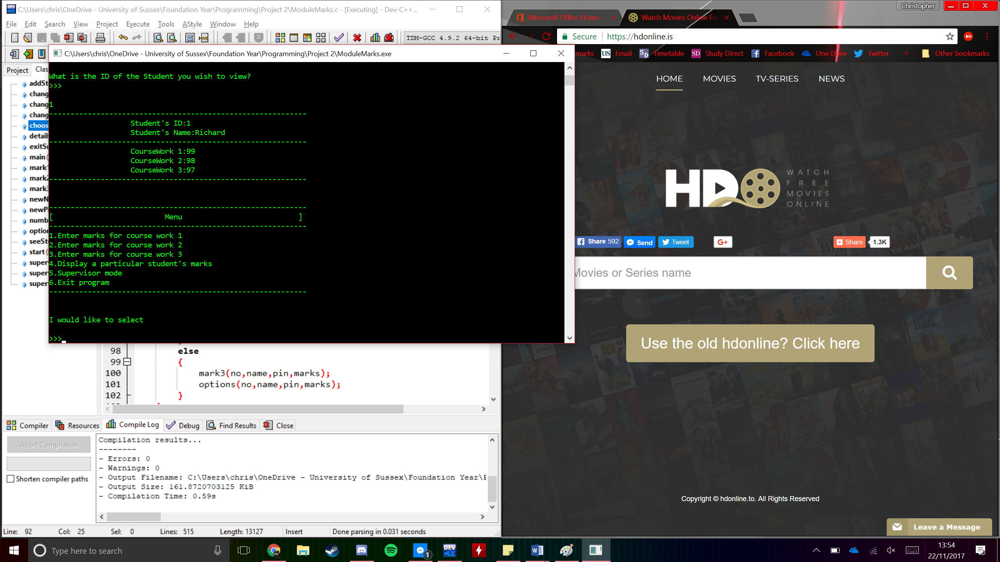 C:\Users\chris\OneDrive - University of Sussex\Foundation Year\Programming\Project 2\ModuleMarks.c - [Executing] - Dev-C++...
File Edit Search View Project Execute Tools AStyle Window Help
TDM-GCC 4.9.2 64-bit Pr
Project Clas
addSt
chang
chang
chang
choos
details
exitSu
main(
mark1
mark2
mark3
newN
newPi
numb
option
seeStu
start(
superv
superv
superv
C:\Users\chris\OneDrive - University of Sussex\Foundation Year\Programming\Project 2\ModuleMarks.exe
What is the ID of the Student you wish to view?
>>>
1
------------------------------------------------------------
Student's ID:1
Student's Name:Richard
------------------------------------------------------------
CourseWork 1:99
CourseWork 2:98
CourseWork 3:97
------------------------------------------------------------
------------------------------------------------------------
[ Menu ]
------------------------------------------------------------
1.Enter marks for course work 1
2.Enter marks for course work 2
3.Enter marks for course work 3
4.Display a particular student's marks
5.Supervisor mode
6.Exit program
------------------------------------------------------------
I would like to select
>>>
98 else
99 {
100 mark3(no,name,pin,marks);
101 options(no,name,pin,marks);
102 }
Compiler Resources Compile Log Debug Find Results Close
Abort Compilation
Shorten compiler paths
Compilation results...
--------
- Errors: 0
- Warnings: 0
- Output Filename: C:\Users\chris\OneDrive - University of Sussex\Foundation Year\P
- Output Size: 161.8720703125 KiB
- Compilation Time: 0.59s
Line: 92 Col: 25 Sel: 0 Lines: 515 Length: 13127 Insert Done parsing in 0.031 seconds
Christopher
Microsoft Office Home
Watch Movies Online Fre
Secure https://hdonline.is
marks US Email SD Timetable SD Study Direct Facebook One Drive Twitter » Other bookmarks
HOME MOVIES TV-SERIES NEWS
HDO
WATCH
FREE
MOVIES
ONLINE
Share 592 Send Tweet G+ Share 1.3K
Movies or Series name
Use the old hdonline? Click here
Copyright © hdonline.to. All Rights Reserved
Leave a Message
Type here to search
1
DEV
C++
13:54
22/11/2017